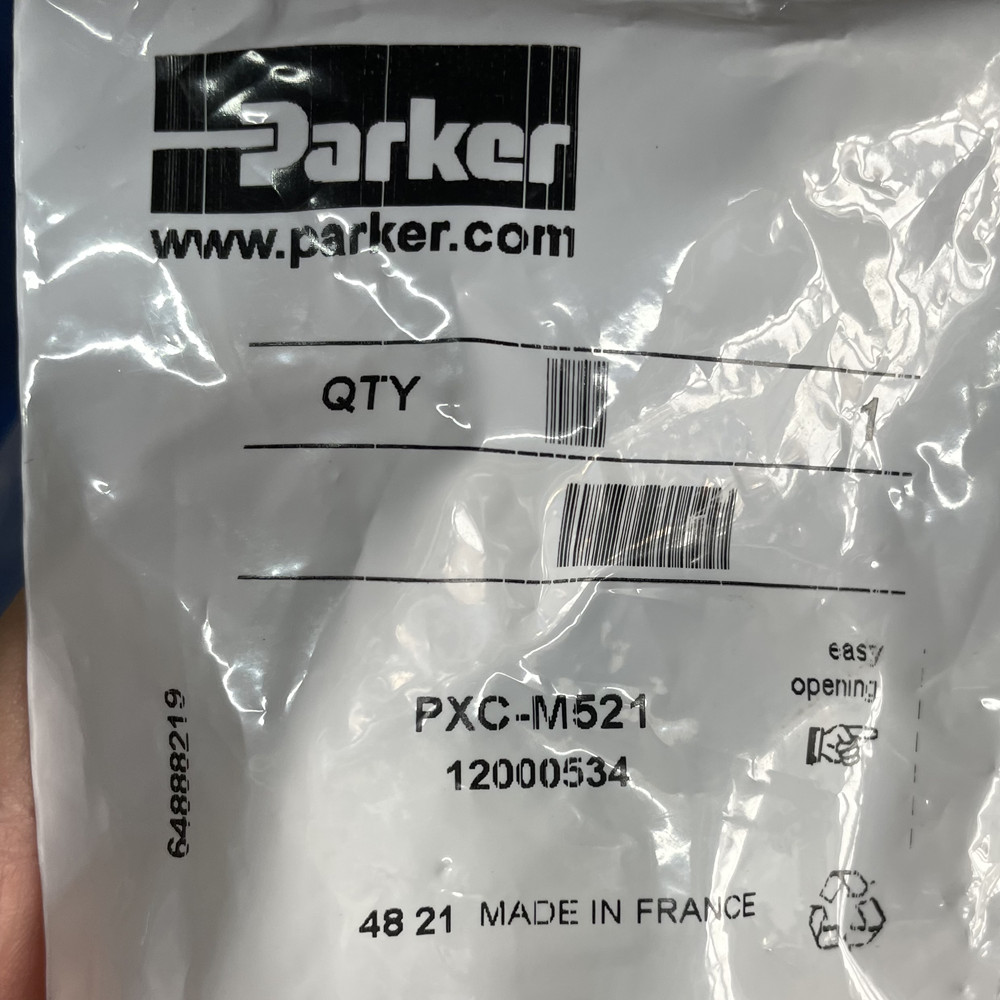 Parker
www.parker.com
QTY 1
easy
opening
PXC-M521
12000534
64888219
48 21 MADE IN FRANCE